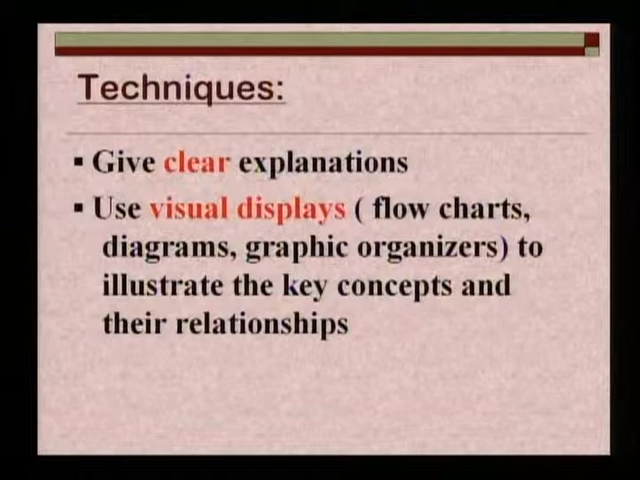 Techniques:
▪ Give clear explanations
▪ Use visual displays ( flow charts,
diagrams, graphic organizers) to
illustrate the key concepts and
their relationships